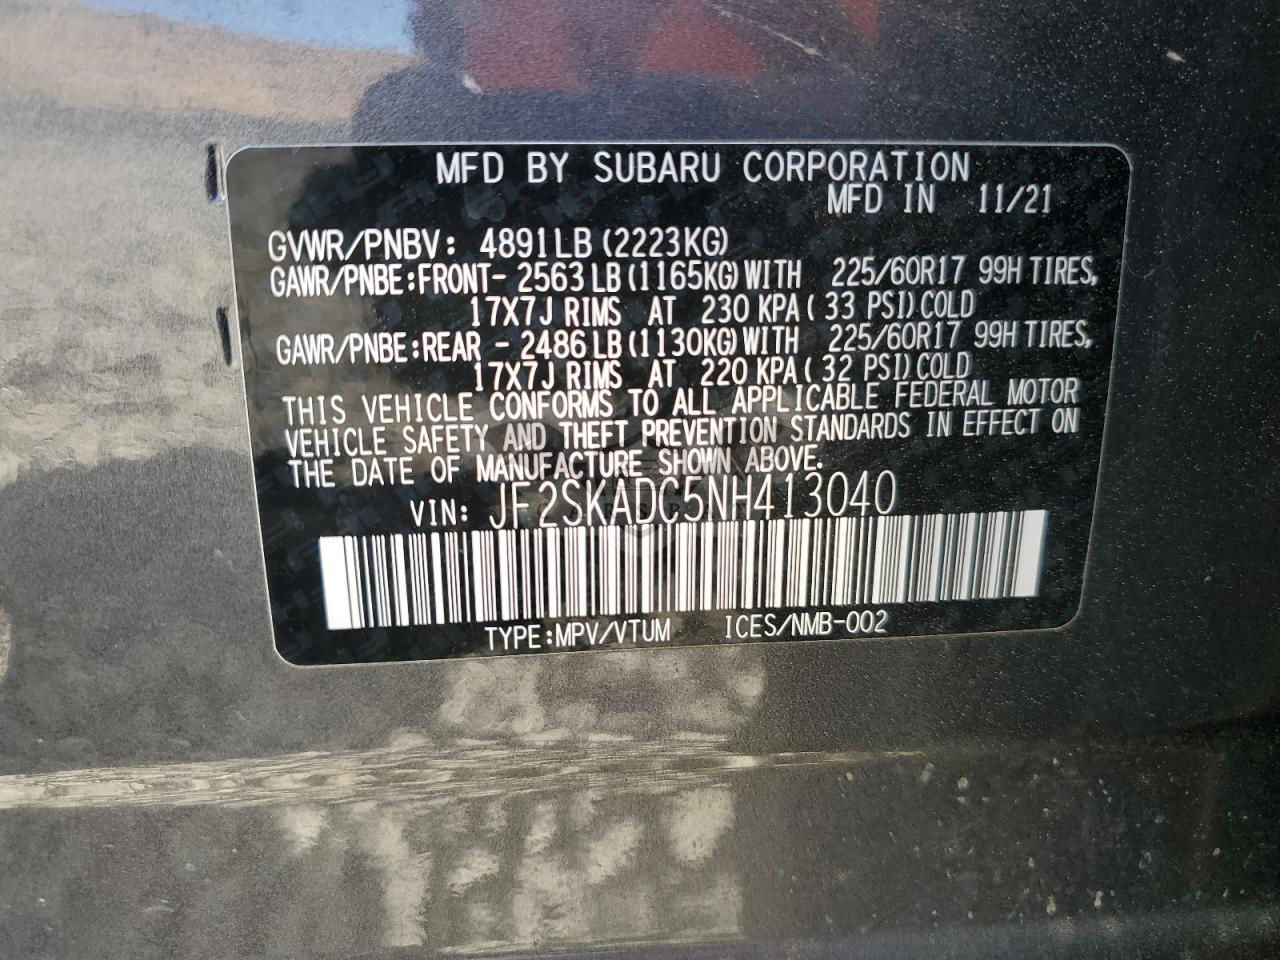 MFD BY SUBARU CORPORATION
MFD IN 11/21
GVWR/PNBV: 4891LB(2223KG)
GAWR/PNBE:FRONT- 2563LB(1165KG)WITH 225/60R17 99H TIRES,
17X7J RIMS AT 230 KPA( 33 PSI)COLD
GAWR/PNBE:REAR - 2486LB(1130KG)WITH 225/60R17 99H TIRES,
17X7J RIMS AT 220 KPA( 32 PSI)COLD
THIS VEHICLE CONFORMS TO ALL APPLICABLE FEDERAL MOTOR
VEHICLE SAFETY AND THEFT PREVENTION STANDARDS IN EFFECT ON
THE DATE OF MANUFACTURE SHOWN ABOVE.
VIN: JF2SKADC5NH413040
TYPE:MPV/VTUM ICES/NMB-002